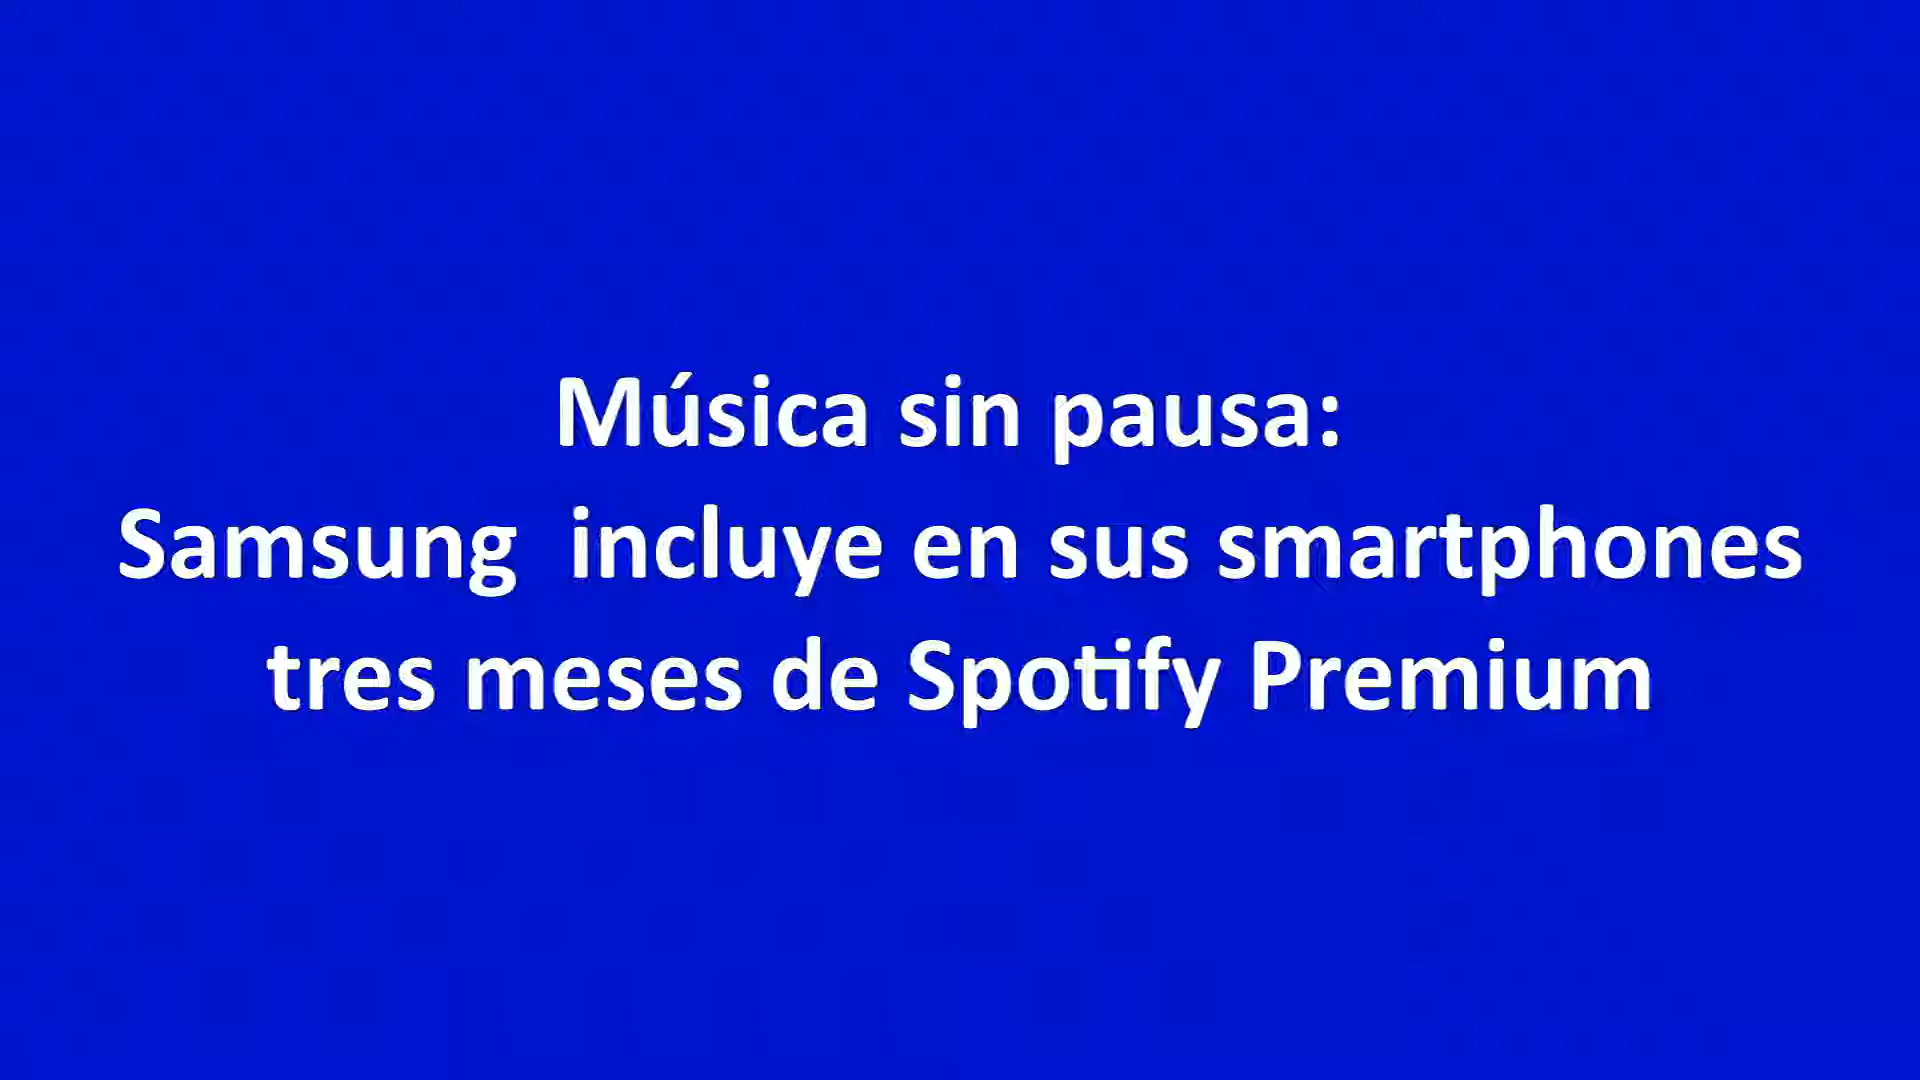 Música sin pausa:
Samsung  incluye en sus smartphones
tres meses de Spotify Premium